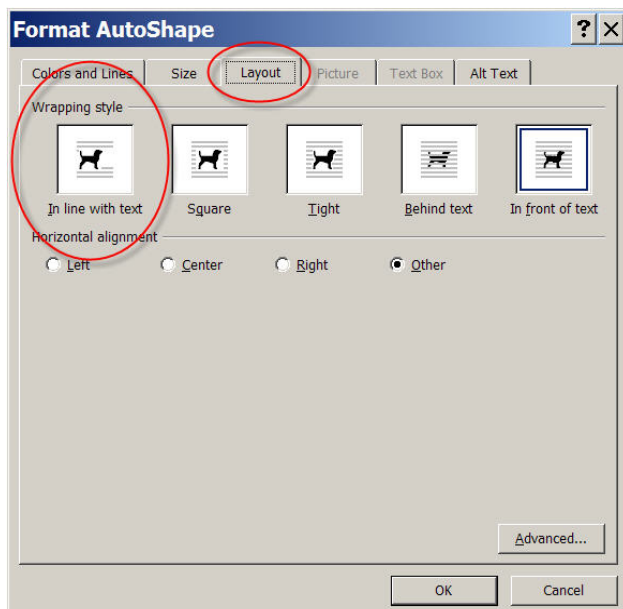 Format AutoShape
Colors and Lines Size Layout Picture Text Box Alt Text
Wrapping style
In line with text Square Tight Behind text In front of text
Horizontal alignment
Left Center Right Other
Advanced...
OK Cancel